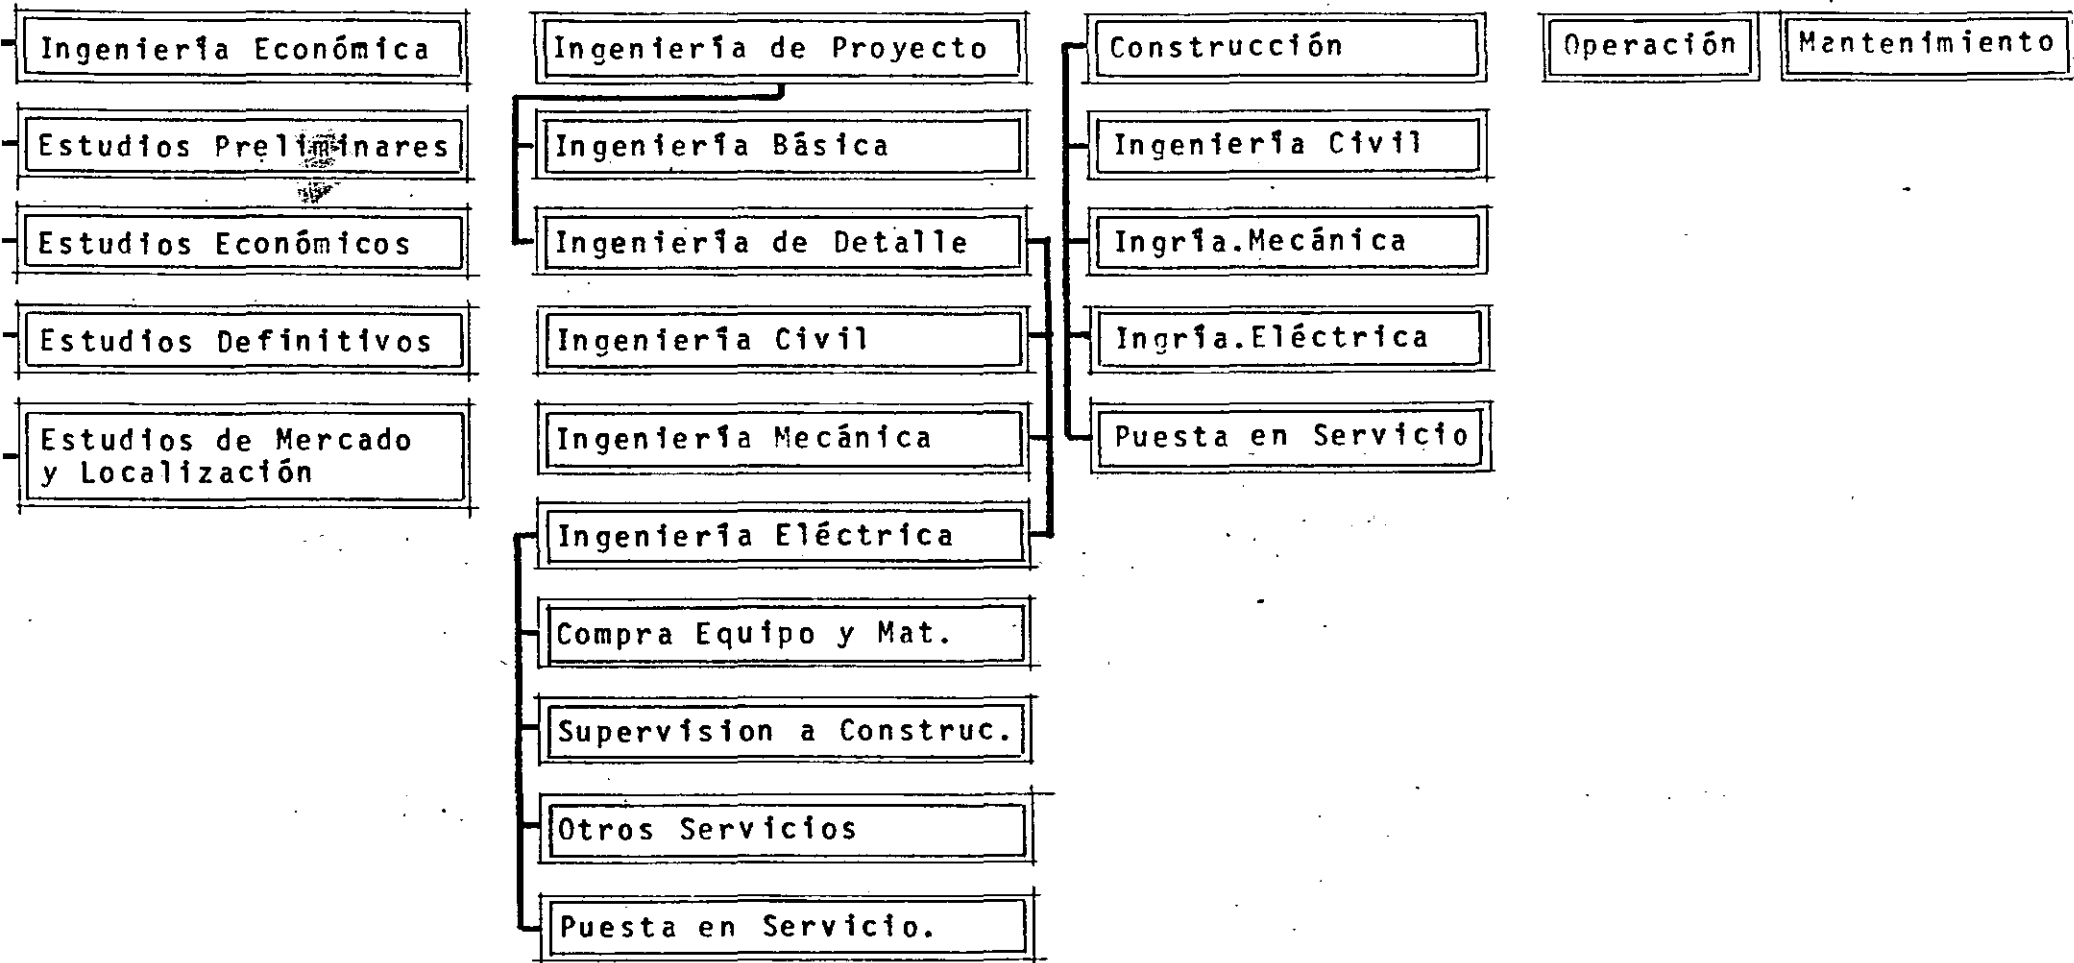 Ingeniería Económica
Estudios Preliminares
Estudios Económicos
Estudios Definitivos
Estudios de Mercado
y Localización
Ingeniería de Proyecto
Ingeniería Básica
Ingeniería de Detalle
Ingeniería Civil
Ingeniería Mecánica
Ingeniería Eléctrica
Compra Equipo y Mat.
Supervision a Construc.
Otros Servicios
Puesta en Servicio.
Construcción
Ingeniería Civil
Ingría.Mecánica
Ingría.Eléctrica
Puesta en Servicio
Operación
Mantenimiento